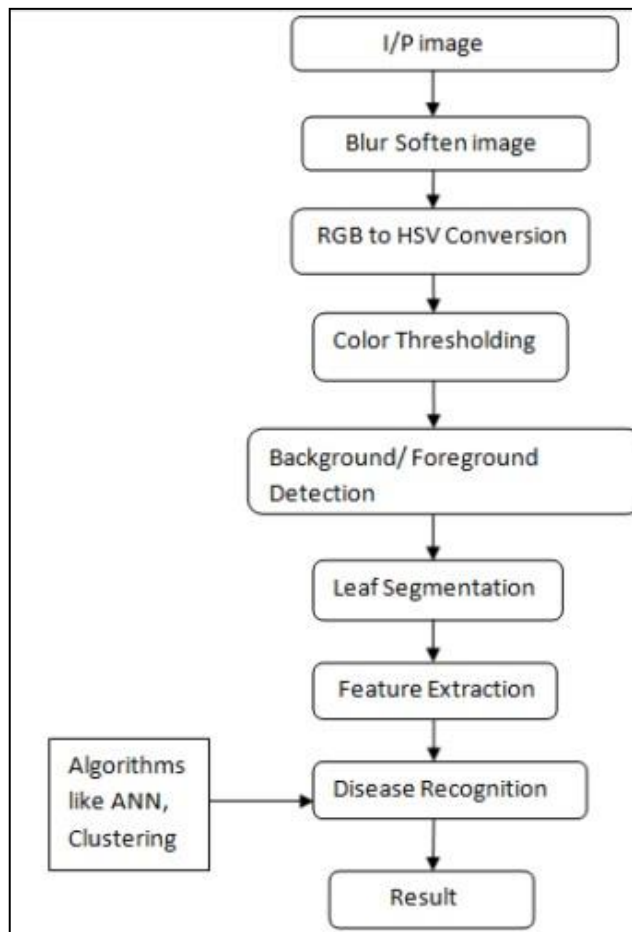 I/P image
Blur Soften image
RGB to HSV Conversion
Color Thresholding
Background/ Foreground
Detection
Leaf Segmentation
Feature Extraction
Algorithms
like ANN,
Clustering
Disease Recognition
Result